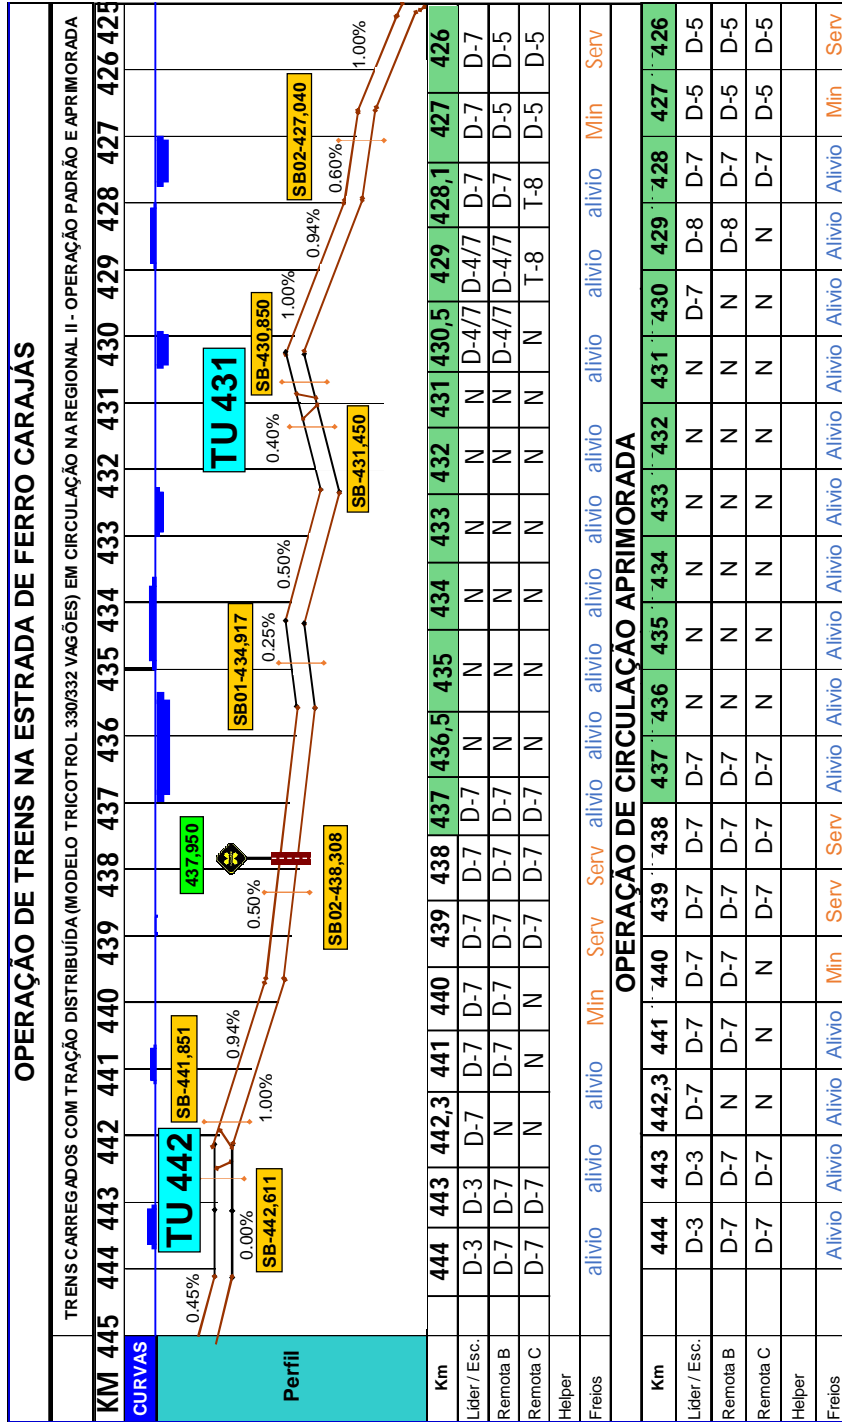 OPERAÇÃO DE TRENS NA ESTRADA DE FERRO CARAJÁS
TRENS CARREGADOS COM TRAÇÃO DISTRIBUÍDA (MODELO TRICOTROL 330/332 VAGÕES) EM CIRCULAÇÃO NA REGIONAL II - OPERAÇÃO PADRÃO E APRIMORADA
KM 445 444 443 442 441 440 439 438 437 436 435 434 433 432 431 430 429 428 427 426 425
CURVAS
Perfil
0.45%
TU 442
0.00%
SB-442,611
SB-441,851
1.00%
0.94%
0.50%
437,950
SB02-438,308
SB01-434,917
0.25%
0.50%
TU 431
0.40%
SB-431,450
SB-430,850
1.00%
0.94%
0.60%
SB02-427,040
1.00%
Km 444 443 442,3 441 440 439 438 437 436,5 435 434 433 432 431 430,5 429 428,1 427 426
Líder / Esc. D-3 D-3 D-7 D-7 D-7 D-7 D-7 D-7 N N N N N N D-4/7 D-4/7 D-7 D-7 D-7
Remota B D-7 D-7 N D-7 D-7 D-7 D-7 D-7 N N N N N N D-4/7 D-4/7 D-7 D-5 D-5
Remota C D-7 D-7 N N N D-7 D-7 D-7 N N N N N N N T-8 T-8 D-5 D-5
Helper
Freios alivio alivio alivio Min Serv Serv alivio alivio alivio alivio alivio alivio alivio alivio alivio Min Serv
OPERAÇÃO DE CIRCULAÇÃO APRIMORADA
Km 444 443 442,3 441 440 439 438 437 436 435 434 433 432 431 430 429 428 427 426
Líder / Esc. D-3 D-3 D-7 D-7 D-7 D-7 D-7 D-7 N N N N N N D-7 D-8 D-7 D-5 D-5
Remota B D-7 D-7 N D-7 D-7 D-7 D-7 D-7 N N N N N N N D-8 D-7 D-5 D-5
Remota C D-7 D-7 N N N D-7 D-7 D-7 N N N N N N N N D-7 D-5 D-5
Helper
Freios Alivio Alivio Alivio Alivio Min Serv Serv Alivio Alivio Alivio Alivio Alivio Alivio Alivio Alivio Alivio Alivio Min Serv